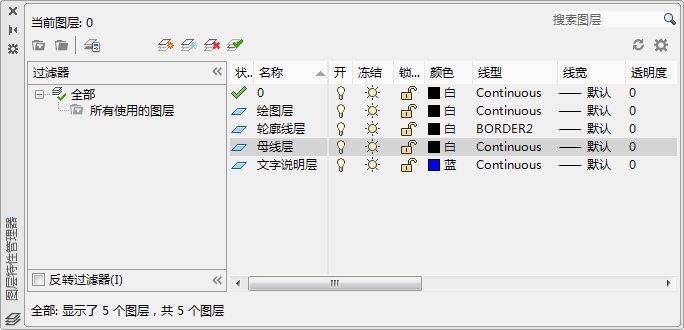 当前图层: 0
搜索图层
过滤器
全部
所有使用的图层
反转过滤器(I)
状.. 名称 开 冻结 锁... 颜色 线型 线宽 透明度
0 白 Continuous —— 默认 0
绘图层 白 Continuous —— 默认 0
轮廓线层 白 BORDER2 —— 默认 0
母线层 白 Continuous —— 默认 0
文字说明层 蓝 Continuous —— 默认 0
图层特性管理器
全部: 显示了 5 个图层，共 5 个图层